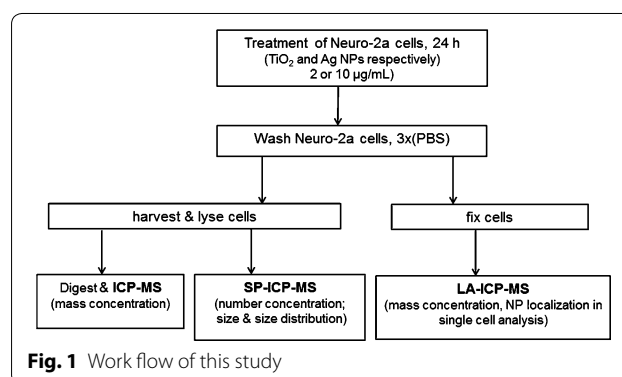 Treatment of Neuro-2a cells, 24 h
(TiO₂ and Ag NPs respectively)
2 or 10 µg/mL)
Wash Neuro-2a cells, 3x(PBS)
harvest & lyse cells
fix cells
Digest & ICP-MS
(mass concentration)
SP-ICP-MS
(number concentration;
size & size distribution)
LA-ICP-MS
(mass concentration, NP localization in
single cell analysis)
Fig. 1 Work flow of this study